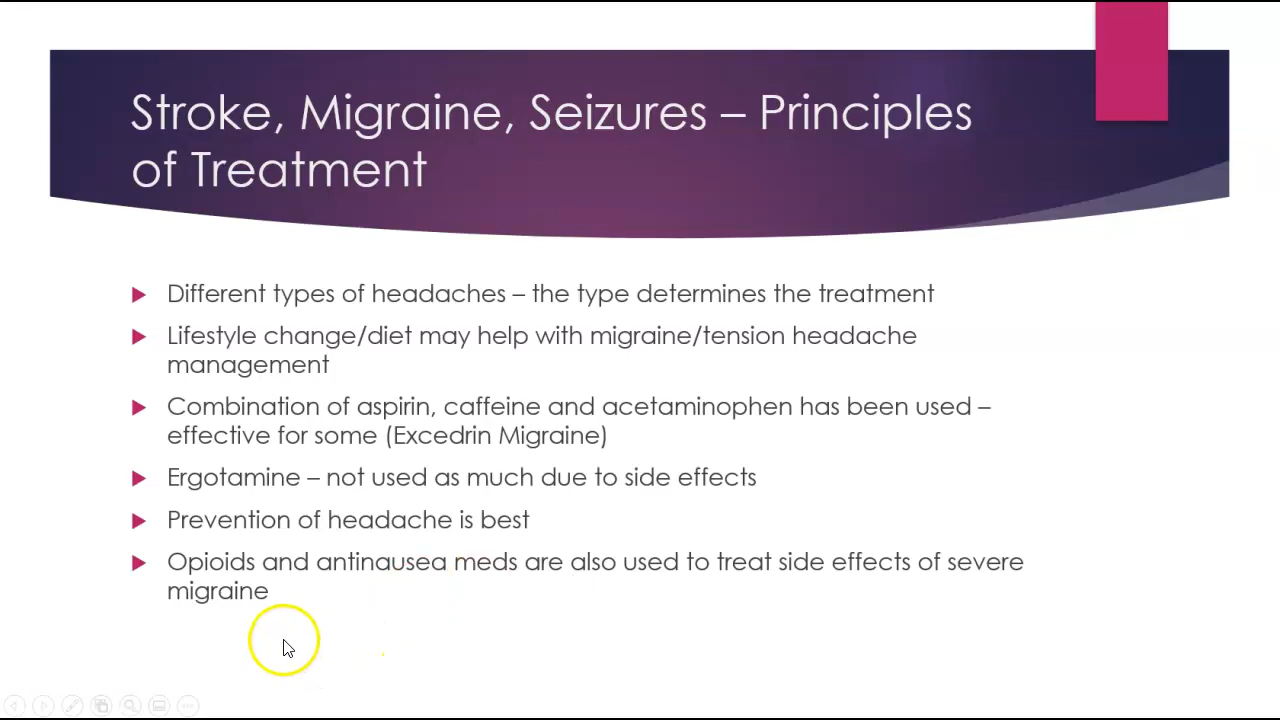 Stroke, Migraine, Seizures – Principles
of Treatment
Different types of headaches – the type determines the treatment
Lifestyle change/diet may help with migraine/tension headache
management
Combination of aspirin, caffeine and acetaminophen has been used –
effective for some (Excedrin Migraine)
Ergotamine – not used as much due to side effects
Prevention of headache is best
Opioids and antinausea meds are also used to treat side effects of severe
migraine